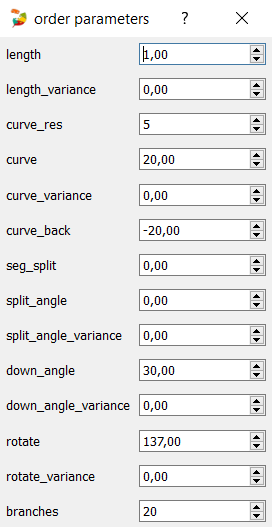 order parameters ?
length 1,00
length_variance 0,00
curve_res 5
curve 20,00
curve_variance 0,00
curve_back -20,00
seg_split 0,00
split_angle 0,00
split_angle_variance 0,00
down_angle 30,00
down_angle_variance 0,00
rotate 137,00
rotate_variance 0,00
branches 20